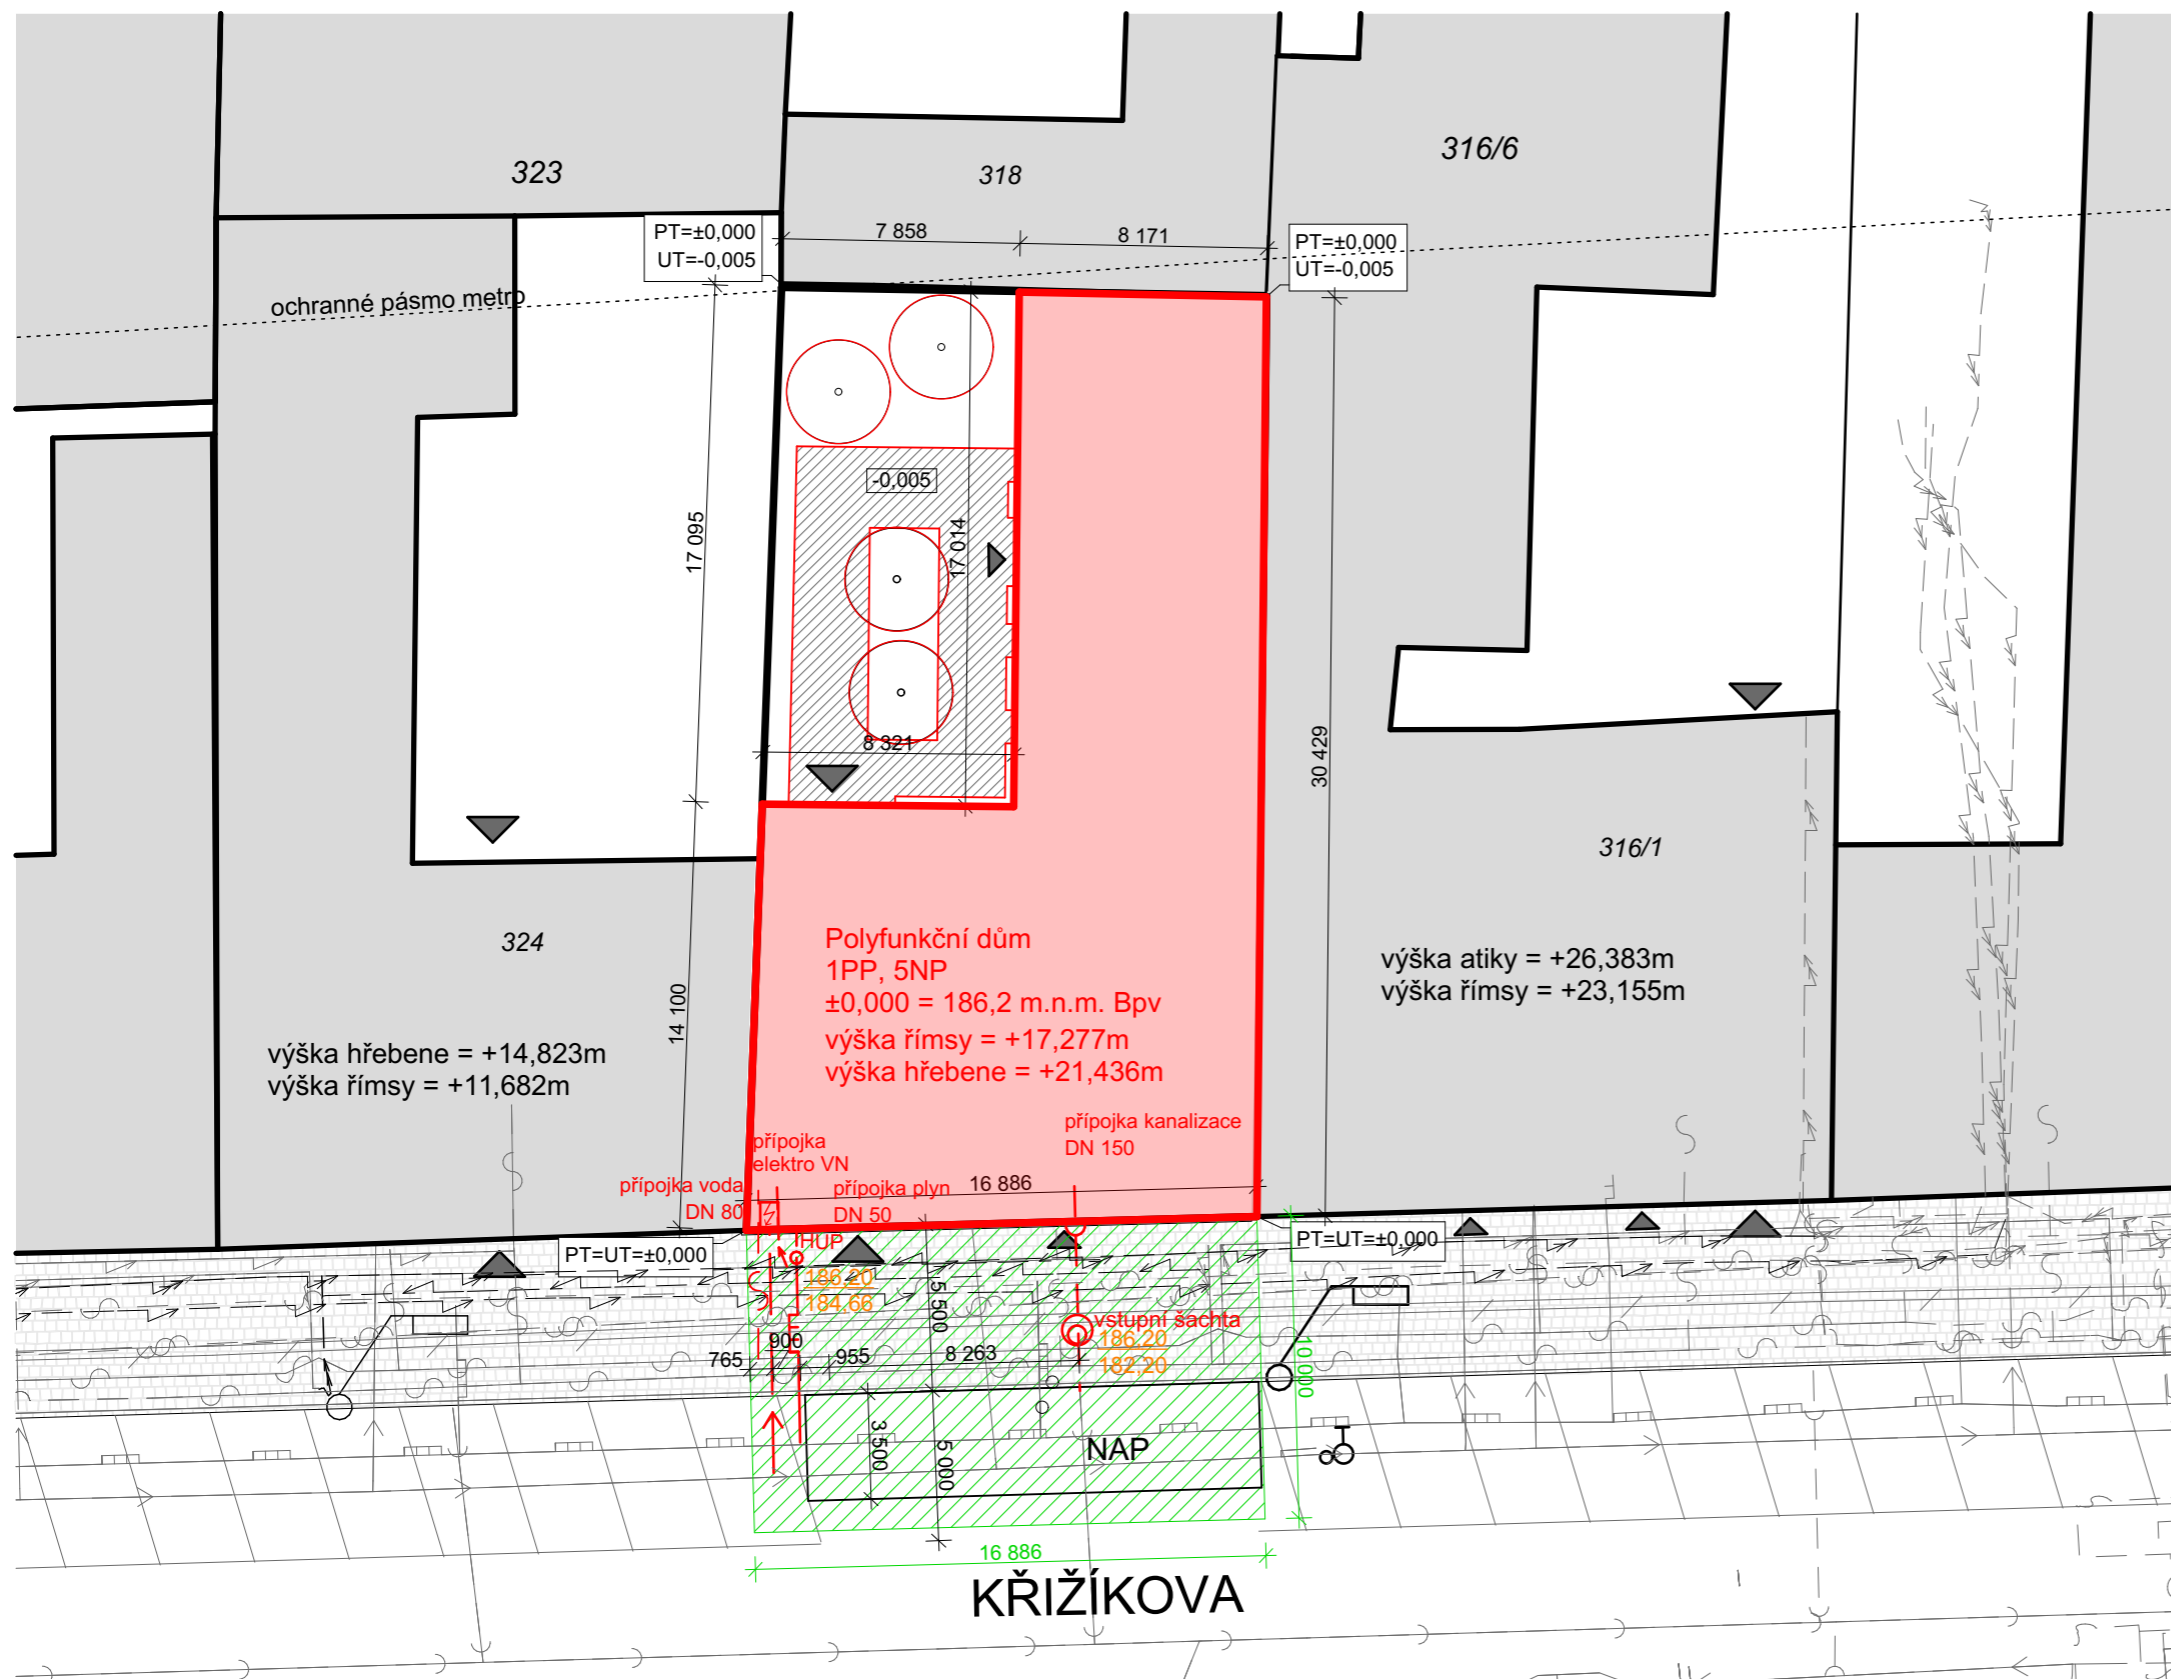 323
318
316/6
PT=±0,000
UT=-0,005
7 858
8 171
PT=±0,000
UT=-0,005
ochranné pásmo metro
-0,005
17 095
17 014
8 321
30 429
316/1
324
14 100
Polyfunkční dům
1PP, 5NP
±0,000 = 186,2 m.n.m. Bpv
výška římsy = +17,277m
výška hřebene = +21,436m
výška atiky = +26,383m
výška římsy = +23,155m
výška hřebene = +14,823m
výška římsy = +11,682m
přípojka kanalizace
DN 150
přípojka
elektro VN
přípojka voda
DN 80
přípojka plyn
DN 50
16 886
PT=UT=±0,000
HUP
PT=UT=±0,000
186,20
184,66
5 500
vstupní šachta
186,20
182,20
765
900
955
8 263
10 000
3 500
5 000
NAP
16 886
KŘIŽÍKOVA